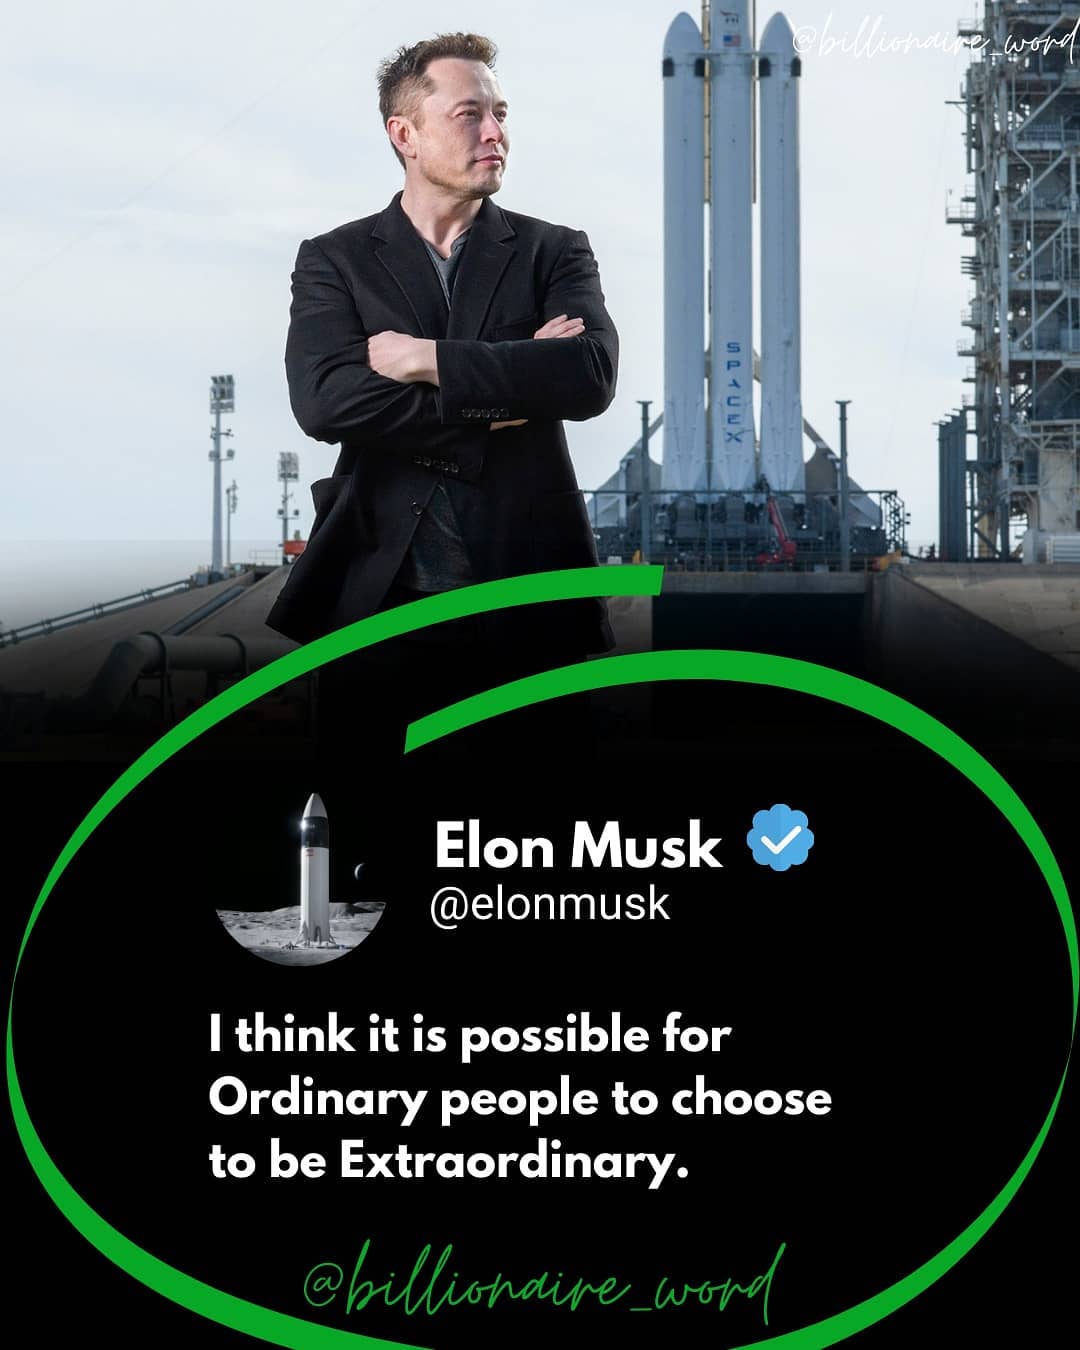 @billionaire_word
SPACEX
Elon Musk
@elonmusk
I think it is possible for
Ordinary people to choose
to be Extraordinary.
@billionaire_word